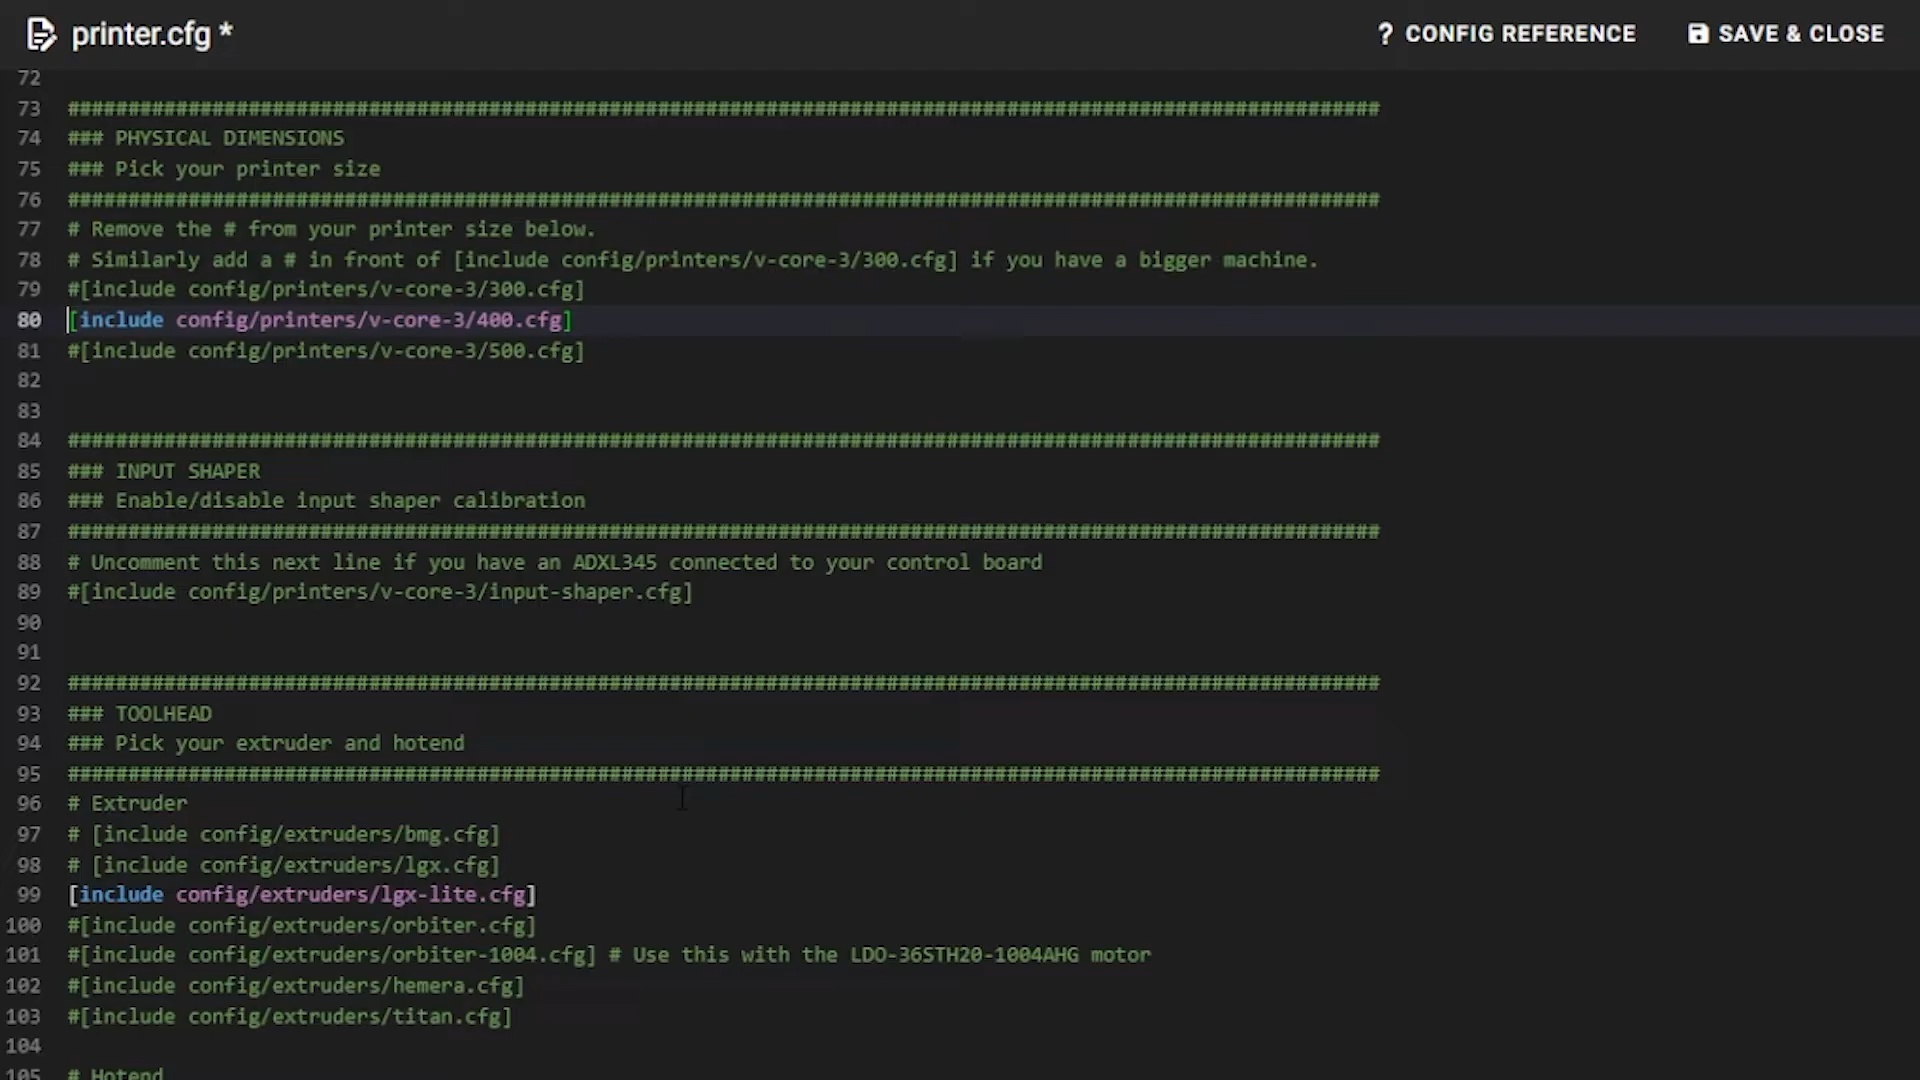 printer.cfg *
? CONFIG REFERENCE
SAVE & CLOSE
72
73 #############################################################################################################
74 ### PHYSICAL DIMENSIONS
75 ### Pick your printer size
76 #############################################################################################################
77 # Remove the # from your printer size below.
78 # Similarly add a # in front of [include config/printers/v-core-3/300.cfg] if you have a bigger machine.
79 #[include config/printers/v-core-3/300.cfg]
80 [include config/printers/v-core-3/400.cfg]
81 #[include config/printers/v-core-3/500.cfg]
82
83
84 #############################################################################################################
85 ### INPUT SHAPER
86 ### Enable/disable input shaper calibration
87 #############################################################################################################
88 # Uncomment this next line if you have an ADXL345 connected to your control board
89 #[include config/printers/v-core-3/input-shaper.cfg]
90
91
92 #############################################################################################################
93 ### TOOLHEAD
94 ### Pick your extruder and hotend
95 #############################################################################################################
96 # Extruder
97 # [include config/extruders/bmg.cfg]
98 # [include config/extruders/lgx.cfg]
99 [include config/extruders/lgx-lite.cfg]
100 #[include config/extruders/orbiter.cfg]
101 #[include config/extruders/orbiter-1004.cfg] # Use this with the LDO-36STH20-1004AHG motor
102 #[include config/extruders/hemera.cfg]
103 #[include config/extruders/titan.cfg]
104
105 # Hotend